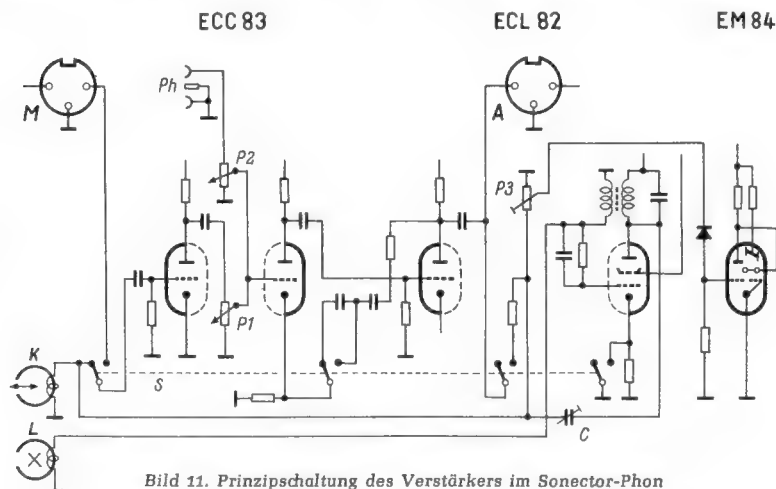 ECC 83 ECL 82 EM 84
Ph
M A
P2
P3
P1
K
S
L
C
Bild 11. Prinzipschaltung des Verstärkers im Sonector-Phon